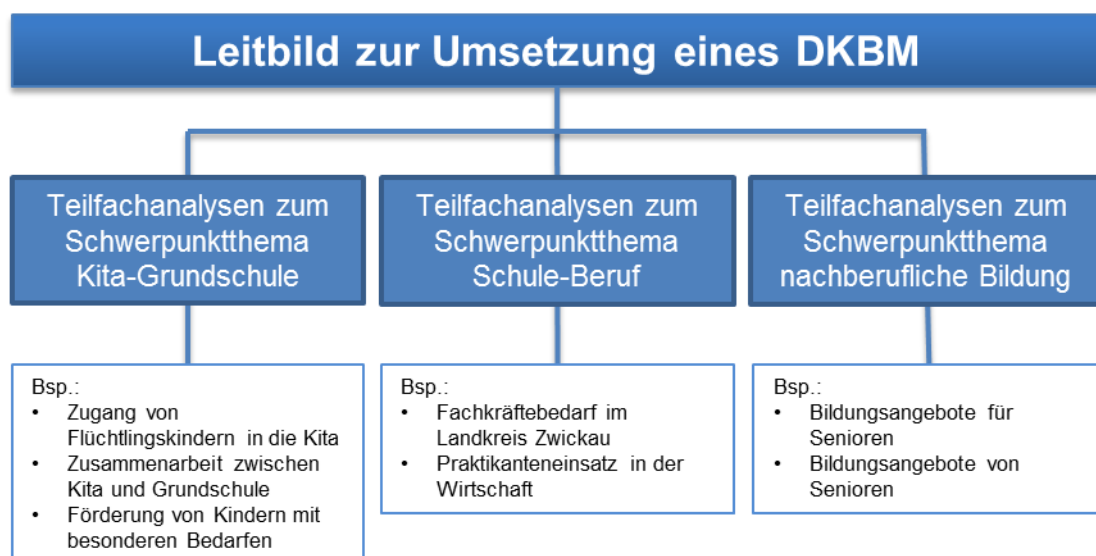 Leitbild zur Umsetzung eines DKBM
Teilfachanalysen zum
Schwerpunktthema
Kita-Grundschule
Teilfachanalysen zum
Schwerpunktthema
Schule-Beruf
Teilfachanalysen zum
Schwerpunktthema
nachberufliche Bildung
Bsp.:
• Zugang von
Flüchtlingskindern in die Kita
• Zusammenarbeit zwischen
Kita und Grundschule
• Förderung von Kindern mit
besonderen Bedarfen
Bsp.:
• Fachkräftebedarf im
Landkreis Zwickau
• Praktikanteneinsatz in der
Wirtschaft
Bsp.:
• Bildungsangebote für
Senioren
• Bildungsangebote von
Senioren